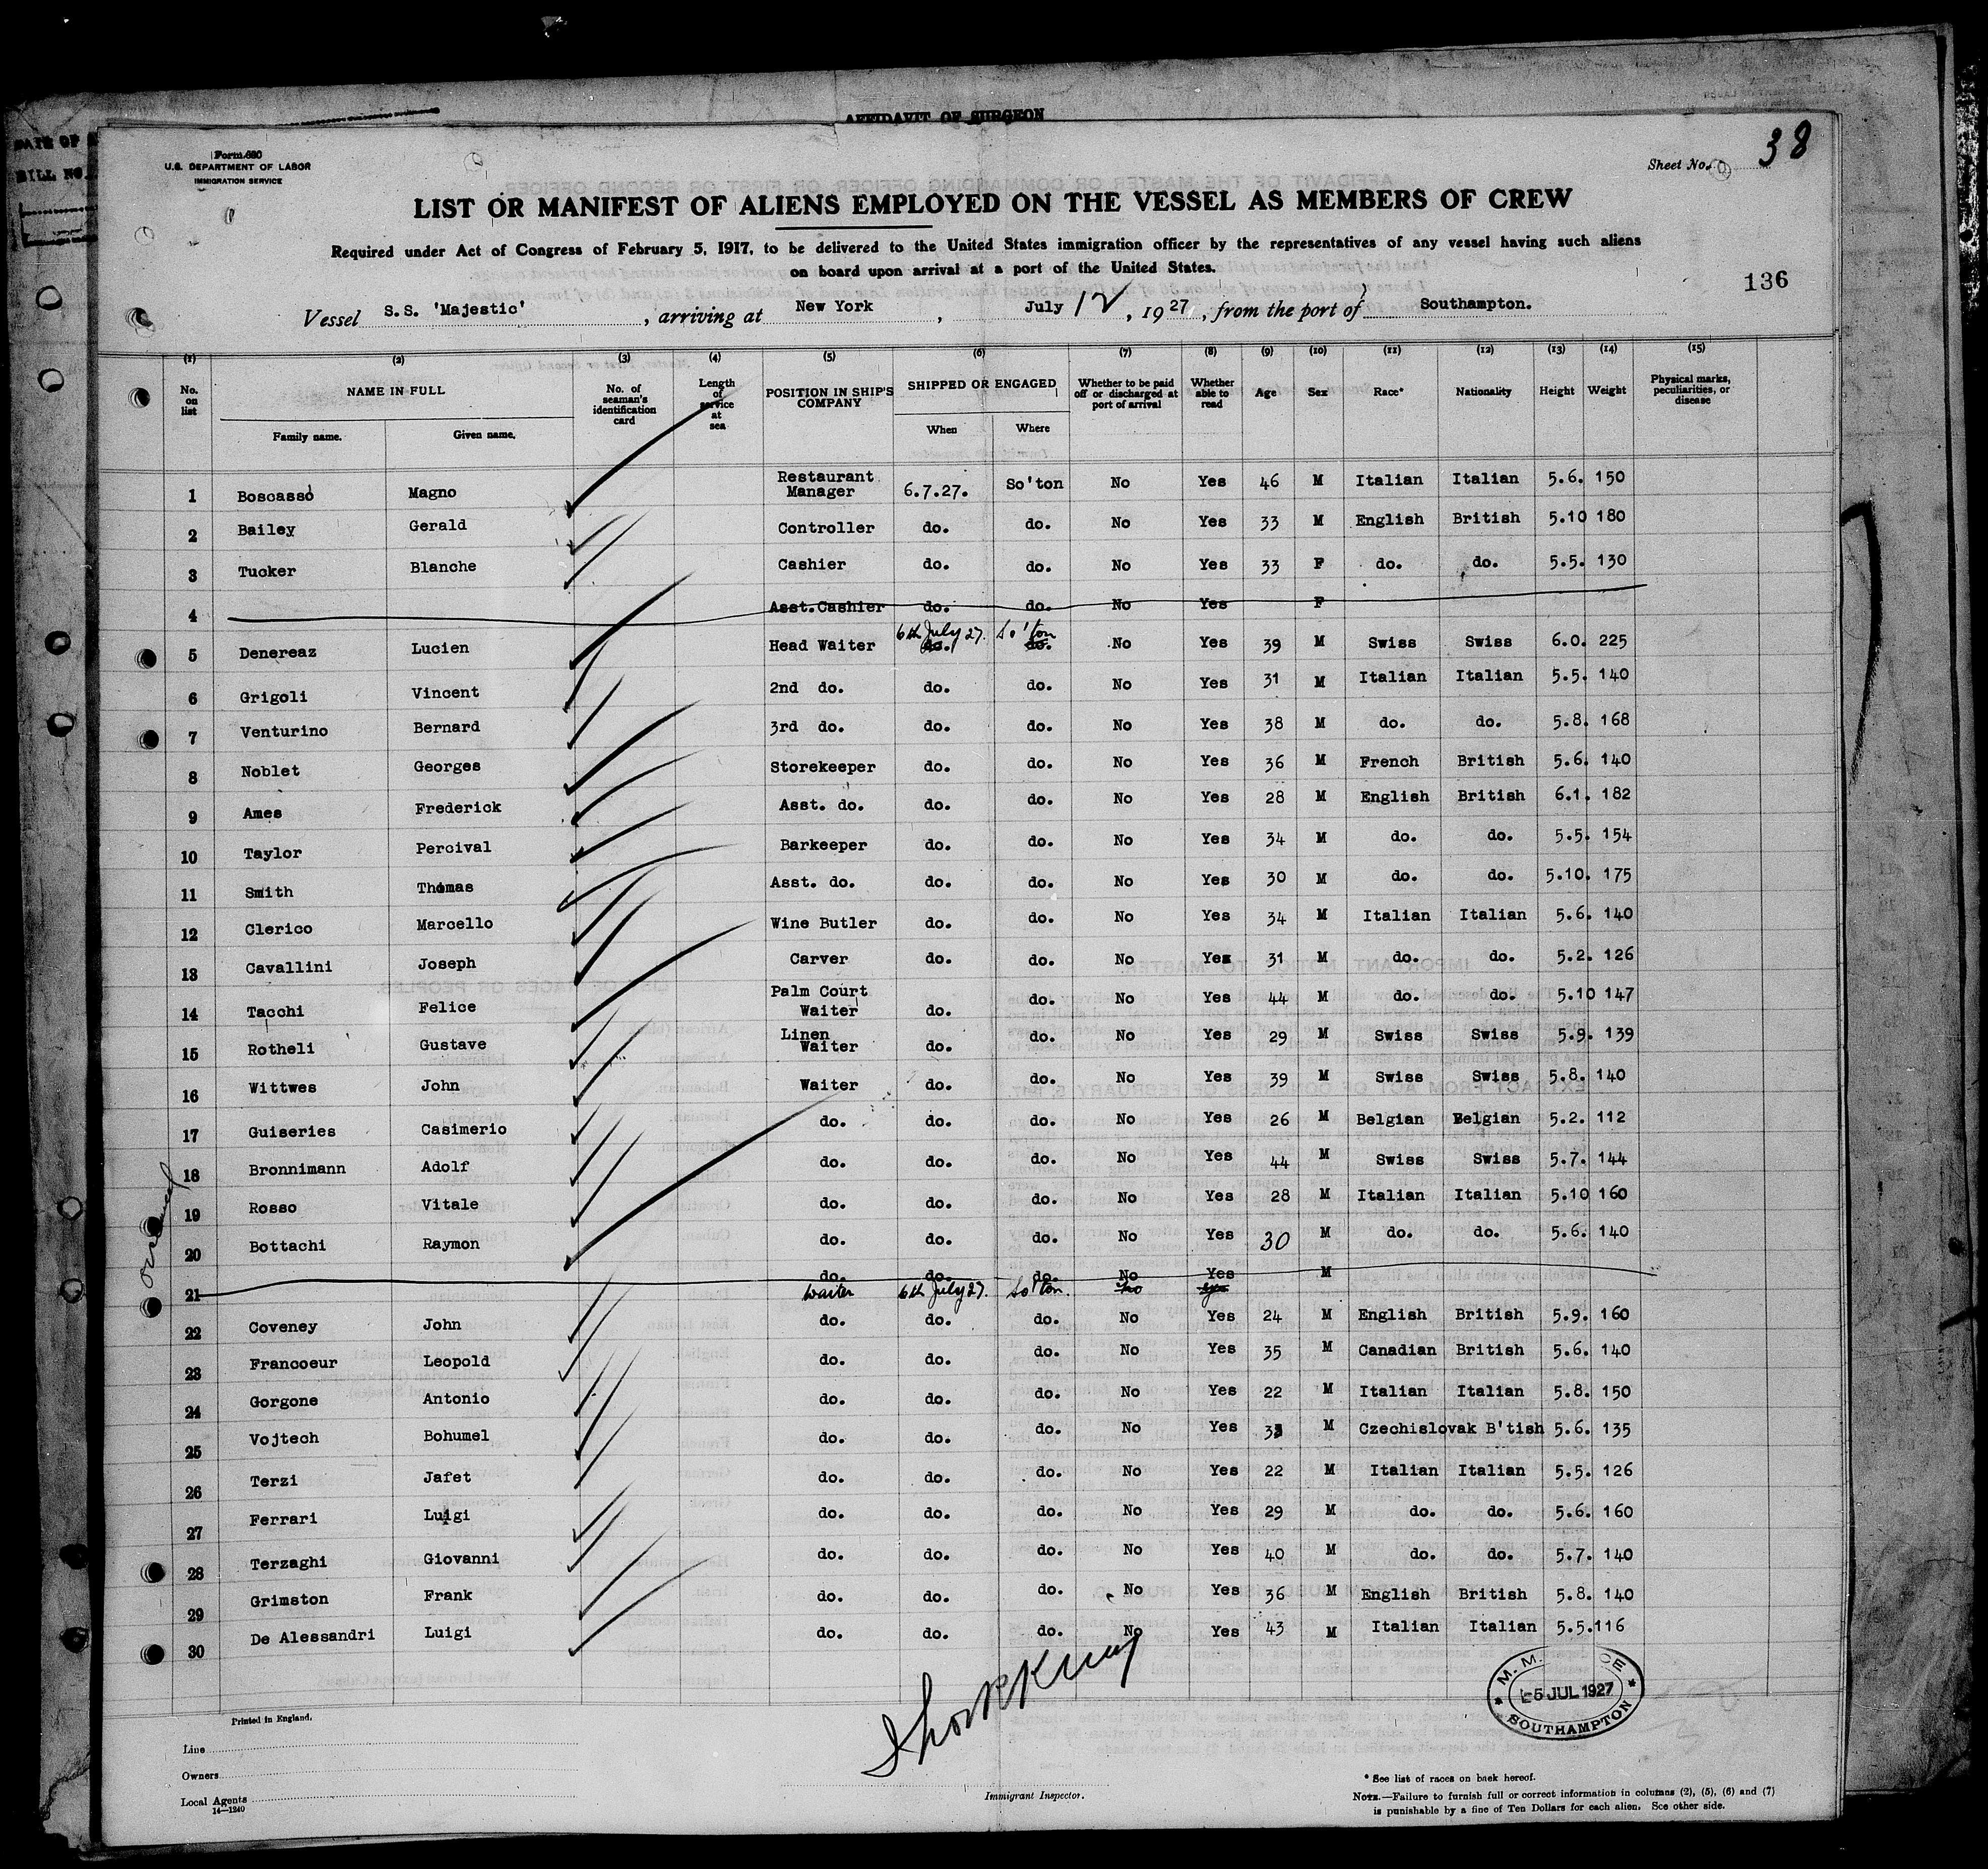 AFFIDAVIT OF SURGEON
Form 680
U.S. DEPARTMENT OF LABOR
IMMIGRATION SERVICE
Sheet No. 38
LIST OR MANIFEST OF ALIENS EMPLOYED ON THE VESSEL AS MEMBERS OF CREW
Required under Act of Congress of February 5, 1917, to be delivered to the United States immigration officer by the representatives of any vessel having such aliens
on board upon arrival at a port of the United States.
136
Vessel S.S. 'Majestic', arriving at New York, July 12, 1927, from the port of Southampton.
(1) (2) (3) (4) (5) (6) (7) (8) (9) (10) (11) (12) (13) (14) (15)
No. on list NAME IN FULL Family name. Given name. No. of seaman's identification card Length of service at sea POSITION IN SHIP'S COMPANY SHIPPED OR ENGAGED When Where Whether to be paid off or discharged at port of arrival Whether able to read Age Sex Race* Nationality Height Weight Physical marks, peculiarities, or disease
1 Boscasso Magno Restaurant Manager 6.7.27. So'ton No Yes 46 M Italian Italian 5.6. 150
2 Bailey Gerald Controller do. do. No Yes 33 M English British 5.10 180
3 Tucker Blanche Cashier do. do. No Yes 33 F do. do. 5.5. 130
4 Asst.Cashier do. do. No Yes F
5 Denereaz Lucien Head Waiter 6th July 27. So'ton do. do. No Yes 39 M Swiss Swiss 6.0. 225
6 Grigoli Vincent 2nd do. do. do. No Yes 31 M Italian Italian 5.5. 140
7 Venturino Bernard 3rd do. do. do. No Yes 38 M do. do. 5.8. 168
8 Noblet Georges Storekeeper do. do. No Yes 36 M French British 5.6. 140
9 Ames Frederick Asst. do. do. do. No Yes 28 M English British 6.1. 182
10 Taylor Percival Barkeeper do. do. No Yes 34 M do. do. 5.5. 154
11 Smith Thomas Asst. do. do. do. No Yes 30 M do. do. 5.10. 175
12 Clerico Marcello Wine Butler do. do. No Yes 34 M Italian Italian 5.6. 140
13 Cavallini Joseph Carver do. do. No Yes 31 M do. do. 5.2. 126
14 Tacchi Felice Palm Court Waiter do. do. No Yes 44 M do. do. 5.10 147
15 Rotheli Gustave Linen Waiter do. do. No Yes 29 M Swiss Swiss 5.9. 139
16 Wittwes John Waiter do. do. No Yes 39 M Swiss Swiss 5.8. 140
17 Guiseries Casimerio do. do. do. No Yes 26 M Belgian Belgian 5.2. 112
18 Bronnimann Adolf do. do. do. No Yes 44 M Swiss Swiss 5.7. 144
19 Rosso Vitale do. do. do. No Yes 28 M Italian Italian 5.10 160
20 Bottachi Raymon do. do. do. No Yes 30 M do. do. 5.6. 140
21 do. do. do. No Yes M
Waiter 6th July 27. So'ton. No Yes
22 Coveney John do. do. do. No Yes 24 M English British 5.9. 160
23 Francoeur Leopold do. do. do. No Yes 35 M Canadian British 5.6. 140
24 Gorgone Antonio do. do. do. No Yes 22 M Italian Italian 5.8. 150
25 Vojtech Bohumel do. do. do. No Yes M Czechislovak B'tish 5.6. 135
26 Terzi Jafet do. do. do. No Yes 22 M Italian Italian 5.5. 126
27 Ferrari Luigi do. do. do. No Yes 29 M do. do. 5.6. 160
28 Terzaghi Giovanni do. do. do. No Yes 40 M do. do. 5.7. 140
29 Grimston Frank do. do. do. No Yes 36 M English British 5.8. 140
30 De Alessandri Luigi do. do. do. No Yes 43 M Italian Italian 5.5. 116
5 JUL 1927
SOUTHAMPTON
Printed in England.
Line
Owners
Local Agents
14—1240
Immigrant Inspector.
* See list of races on back hereof.
NOTE.—Failure to furnish full or correct information in columns (2), (5), (6) and (7)
is punishable by a fine of Ten Dollars for each alien. See other side.